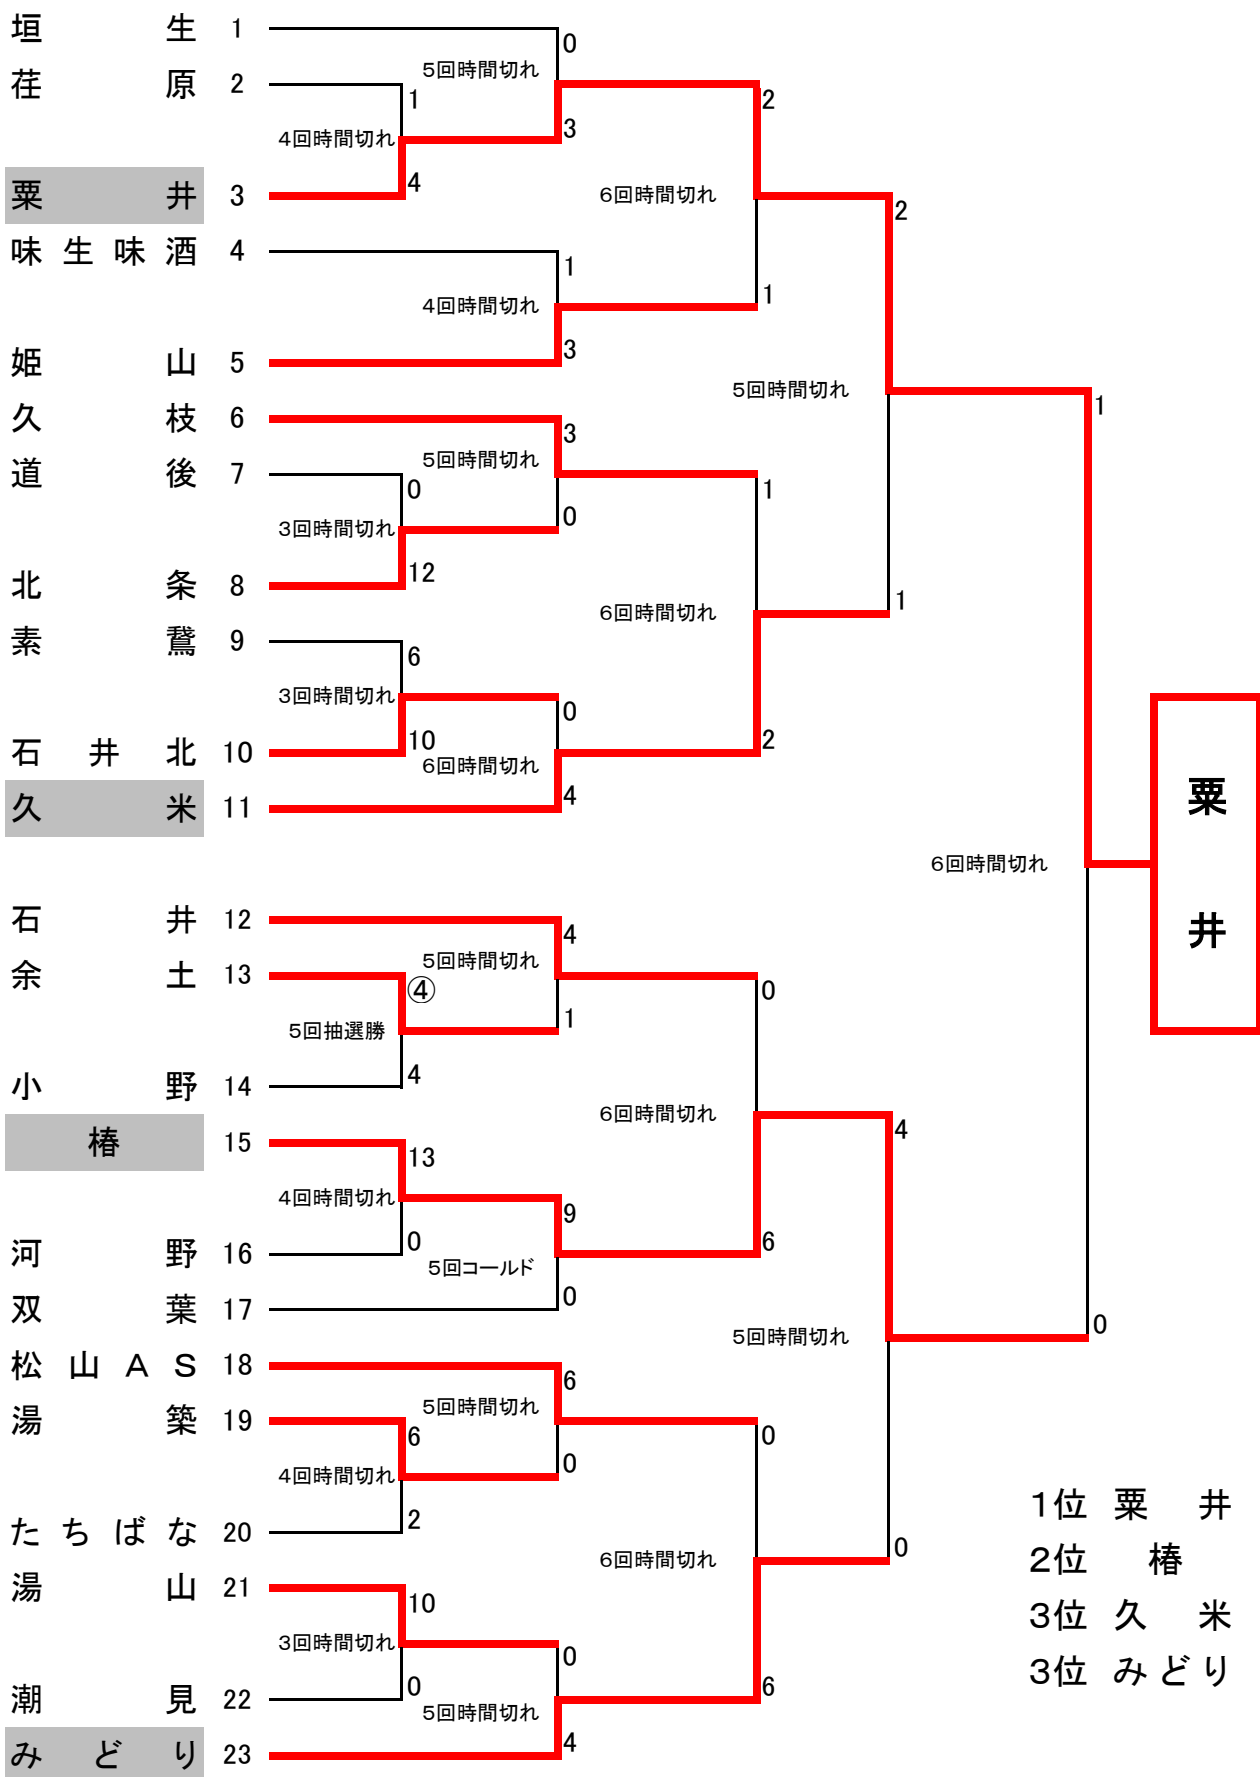 垣生 1
0
5回時間切れ
荏原 2
1
2
4回時間切れ
3
粟井 3
4
6回時間切れ
2
味生味酒 4
1
4回時間切れ
1
3
姫山 5
5回時間切れ
1
久枝 6
3
5回時間切れ
道後 7
0
1
3回時間切れ
0
北条 8
12
1
6回時間切れ
素鵞 9
6
3回時間切れ
0
石井北 10
10
2
6回時間切れ
久米 11
4
粟井
6回時間切れ
石井 12
4
5回時間切れ
余土 13
④
0
5回抽選勝
1
小野 14
4
6回時間切れ
4
椿 15
13
4回時間切れ
9
河野 16
0
6
5回コールド
双葉 17
0
5回時間切れ
0
松山AS 18
6
5回時間切れ
湯築 19
6
0
4回時間切れ
0
たちばな 20
2
0
6回時間切れ
湯山 21
10
3回時間切れ
0
潮見 22
0
6
5回時間切れ
みどり 23
4
1位 粟井
2位 椿
3位 久米
3位 みどり